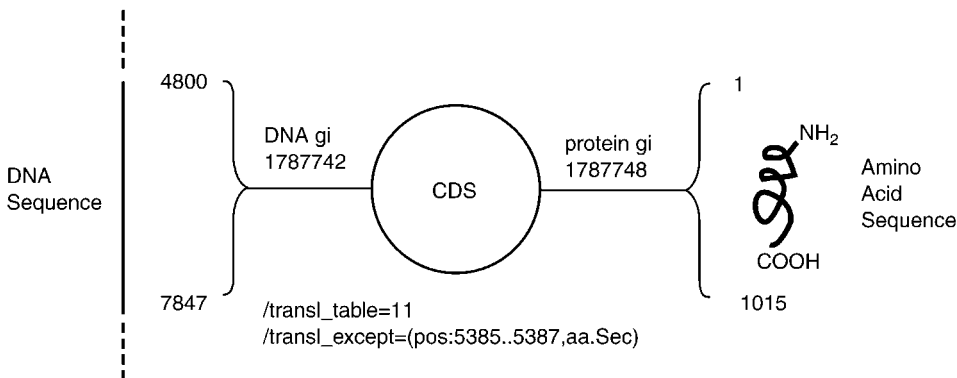 DNA
Sequence
4800
7847
DNA gi
1787742
CDS
protein gi
1787748
/transl_table=11
/transl_except=(pos:5385..5387,aa.Sec)
1
NH2
COOH
1015
Amino
Acid
Sequence